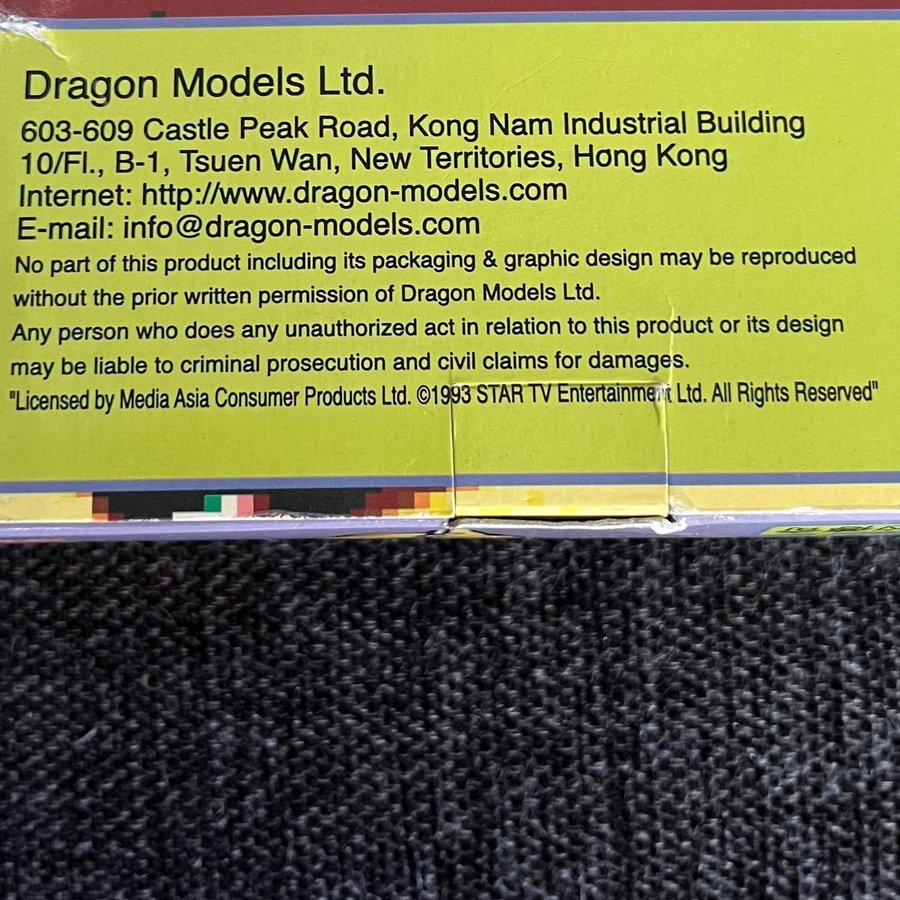 Dragon Models Ltd.
603-609 Castle Peak Road, Kong Nam Industrial Building
10/Fl., B-1, Tsuen Wan, New Territories, Hong Kong
Internet: http://www.dragon-models.com
E-mail: info@dragon-models.com
No part of this product including its packaging & graphic design may be reproduced
without the prior written permission of Dragon Models Ltd.
Any person who does any unauthorized act in relation to this product or its design
may be liable to criminal prosecution and civil claims for damages.
"Licensed by Media Asia Consumer Products Ltd. ©1993 STAR TV Entertainment Ltd. All Rights Reserved"